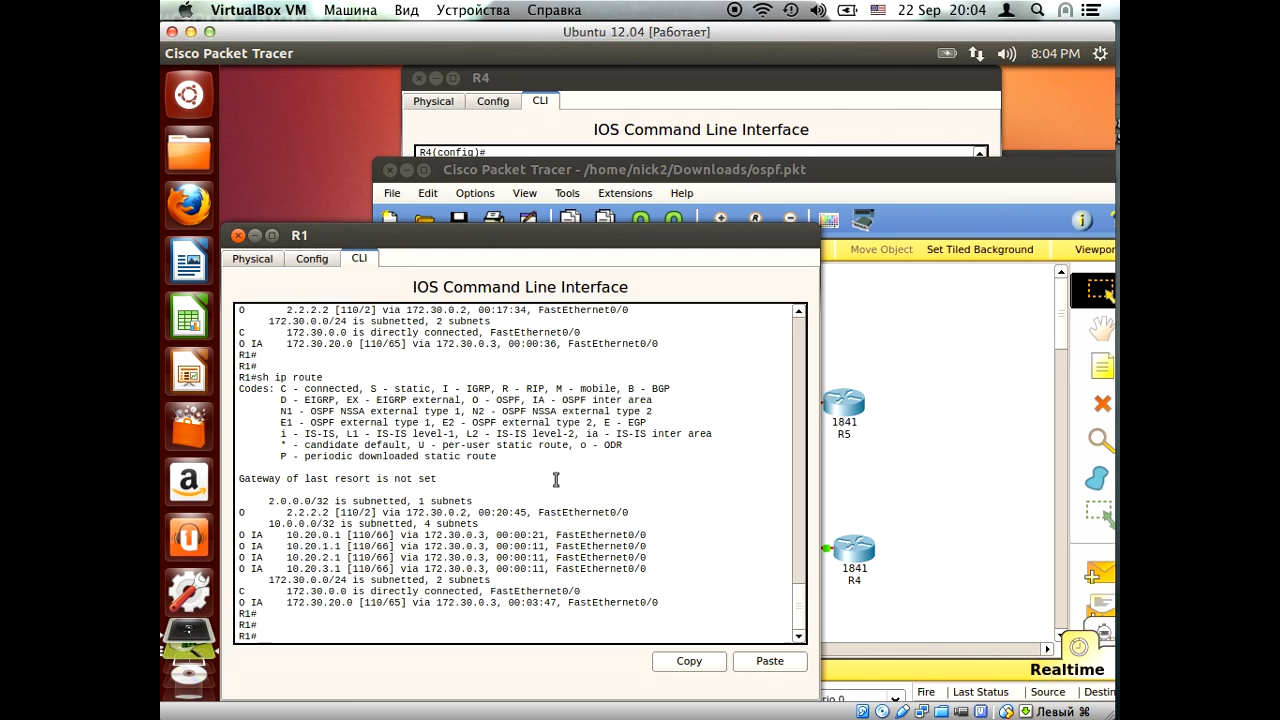 VirtualBox VM Машина Вид Устройства Справка 22 Sep 20:04
Ubuntu 12.04 [Работает]
Cisco Packet Tracer 8:04 PM
R4
Physical Config CLI
IOS Command Line Interface
R4(config)#
Cisco Packet Tracer - /home/nick2/Downloads/ospf.pkt
File Edit Options View Tools Extensions Help
R1
Move Object Set Tiled Background Viewpor
Physical Config CLI
IOS Command Line Interface
O 2.2.2.2 [110/2] via 172.30.0.2, 00:17:34, FastEthernet0/0
172.30.0.0/24 is subnetted, 2 subnets
C 172.30.0.0 is directly connected, FastEthernet0/0
O IA 172.30.20.0 [110/65] via 172.30.0.3, 00:00:36, FastEthernet0/0
R1#
R1#
R1#sh ip route
Codes: C - connected, S - static, I - IGRP, R - RIP, M - mobile, B - BGP
D - EIGRP, EX - EIGRP external, O - OSPF, IA - OSPF inter area
N1 - OSPF NSSA external type 1, N2 - OSPF NSSA external type 2
E1 - OSPF external type 1, E2 - OSPF external type 2, E - EGP
i - IS-IS, L1 - IS-IS level-1, L2 - IS-IS level-2, ia - IS-IS inter area
* - candidate default, U - per-user static route, o - ODR
P - periodic downloaded static route
Gateway of last resort is not set
2.0.0.0/32 is subnetted, 1 subnets
O 2.2.2.2 [110/2] via 172.30.0.2, 00:20:45, FastEthernet0/0
10.0.0.0/32 is subnetted, 4 subnets
O IA 10.20.0.1 [110/66] via 172.30.0.3, 00:00:21, FastEthernet0/0
O IA 10.20.1.1 [110/66] via 172.30.0.3, 00:00:11, FastEthernet0/0
O IA 10.20.2.1 [110/66] via 172.30.0.3, 00:00:11, FastEthernet0/0
O IA 10.20.3.1 [110/66] via 172.30.0.3, 00:00:11, FastEthernet0/0
172.30.0.0/24 is subnetted, 2 subnets
C 172.30.0.0 is directly connected, FastEthernet0/0
O IA 172.30.20.0 [110/65] via 172.30.0.3, 00:03:47, FastEthernet0/0
R1#
R1#
R1#
Copy Paste
1841
R5
1841
R4
Realtime
Fire Last Status Source Destin
Левый ⌘